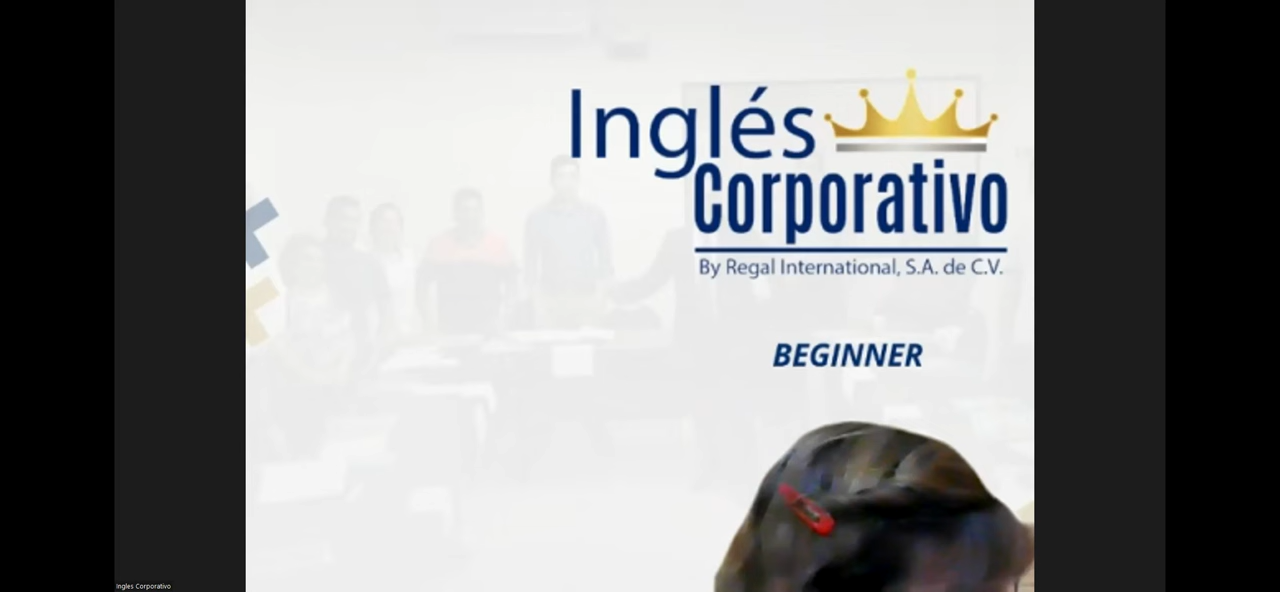 Inglés
Corporativo
By Regal International, S.A. de C.V.
BEGINNER
Ingles Corporativo